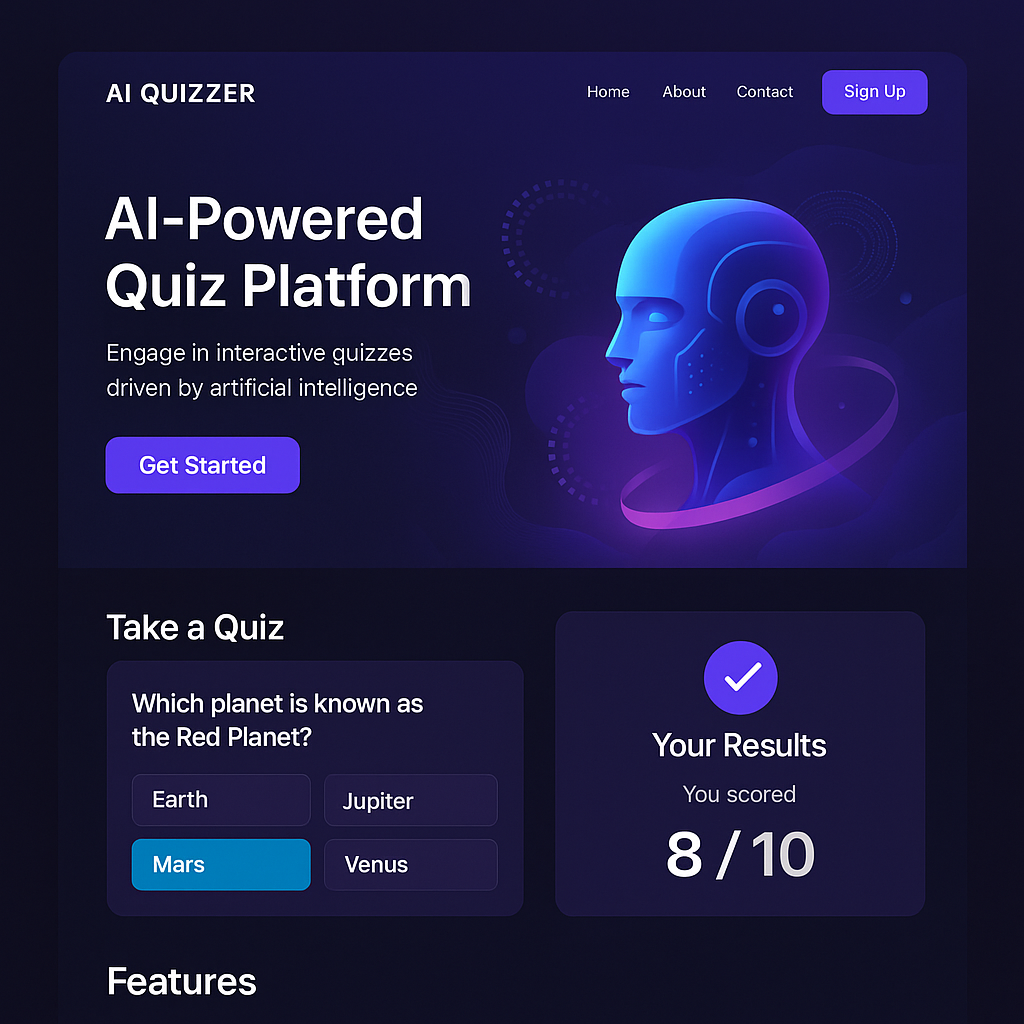 AI QUIZZER
Home
About
Contact
Sign Up
AI-Powered
Quiz Platform
Engage in interactive quizzes
driven by artificial intelligence
Get Started
Take a Quiz
Which planet is known as
the Red Planet?
Earth
Jupiter
Mars
Venus
Your Results
You scored
8 / 10
Features